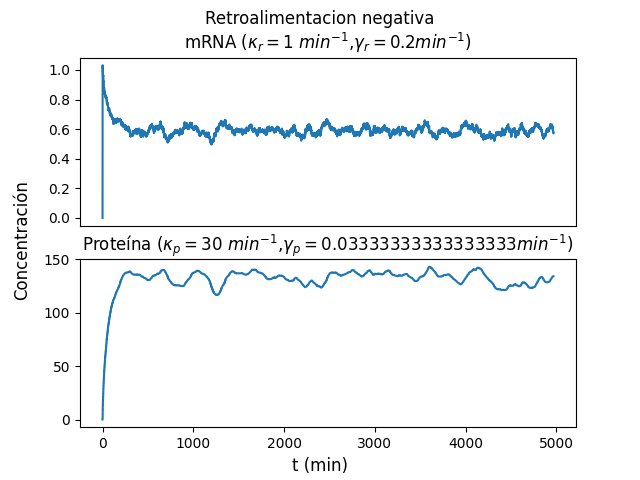 Retroalimentacion negativa
mRNA (κᵣ = 1 min⁻¹,γᵣ = 0.2min⁻¹)
1.0
0.8
0.6
0.4
0.2
0.0
Concentración
Proteína (κₚ = 30 min⁻¹,γₚ = 0.03333333333333333min⁻¹)
150
100
50
0
0 1000 2000 3000 4000 5000
t (min)